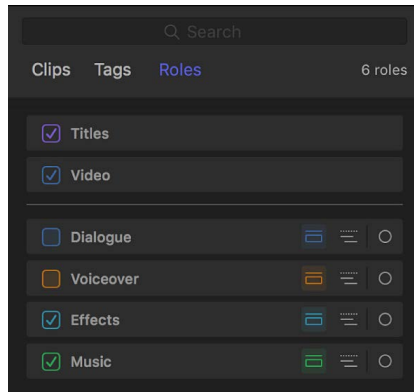 Search
Clips Tags Roles 6 roles
Titles
Video
Dialogue
Voiceover
Effects
Music